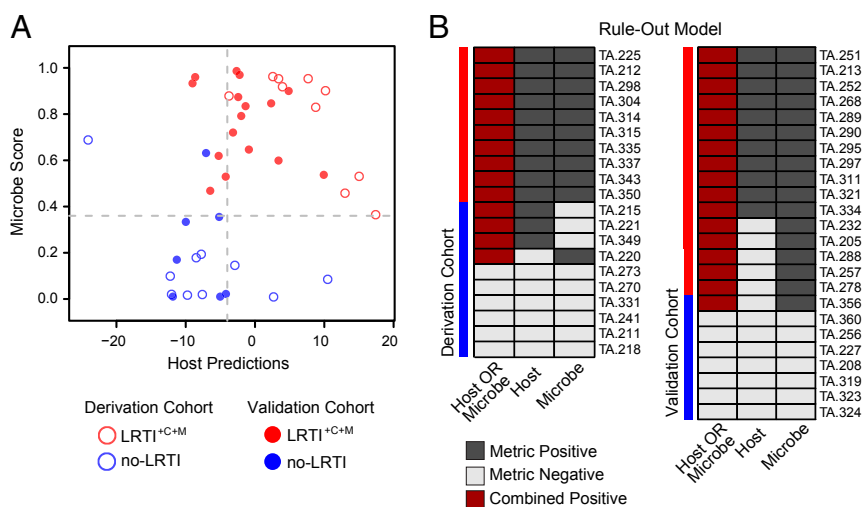 A
1.0
0.8
0.6
0.4
0.2
0.0
Microbe Score
−20
−10
0
10
20
Host Predictions
Derivation Cohort
Validation Cohort
LRTI+C+M
LRTI+C+M
no-LRTI
no-LRTI
B
Rule-Out Model
Derivation Cohort
TA.225
TA.212
TA.298
TA.304
TA.314
TA.315
TA.335
TA.337
TA.343
TA.350
TA.215
TA.221
TA.349
TA.220
TA.273
TA.270
TA.331
TA.241
TA.211
TA.218
Host OR
Microbe
Host
Microbe
Validation Cohort
TA.251
TA.213
TA.252
TA.268
TA.289
TA.290
TA.295
TA.297
TA.311
TA.321
TA.334
TA.232
TA.205
TA.288
TA.257
TA.278
TA.356
TA.360
TA.256
TA.227
TA.208
TA.319
TA.323
TA.324
Host OR
Microbe
Host
Microbe
Metric Positive
Metric Negative
Combined Positive